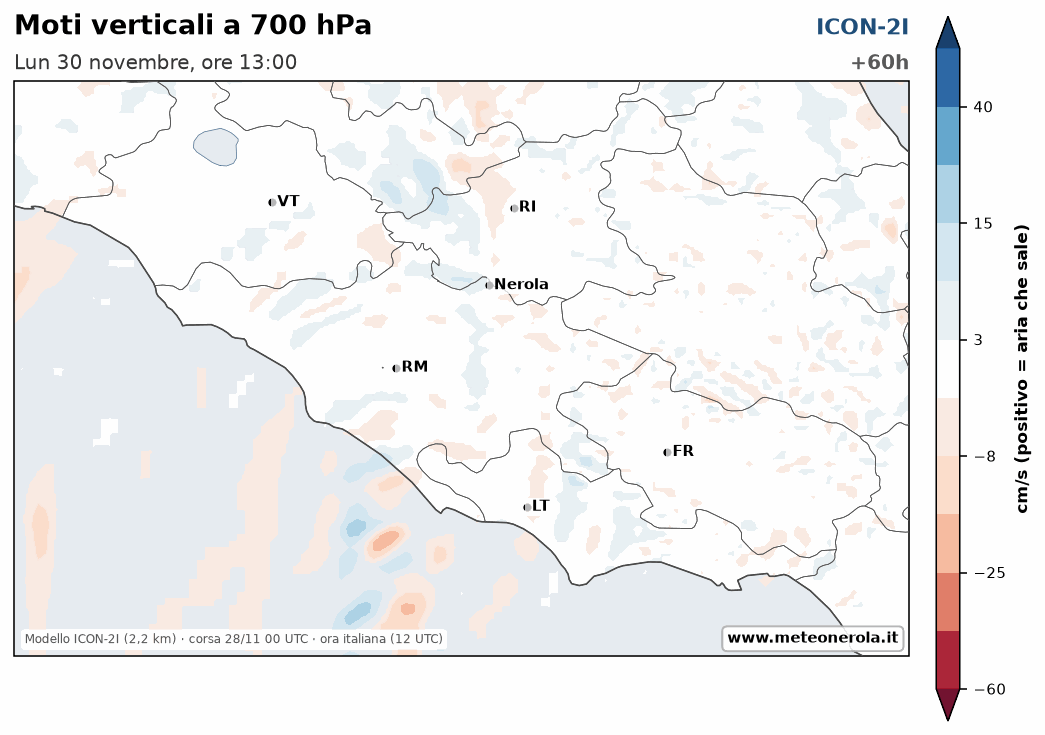 Moti verticali a 700 hPa
ICON-2I
Lun 30 novembre, ore 13:00
+60h
VT
RI
Nerola
RM
FR
LT
Modello ICON-2I (2,2 km) · corsa 28/11 00 UTC · ora italiana (12 UTC)
www.meteonerola.it
40
15
3
−8
−25
−60
cm/s (positivo = aria che sale)